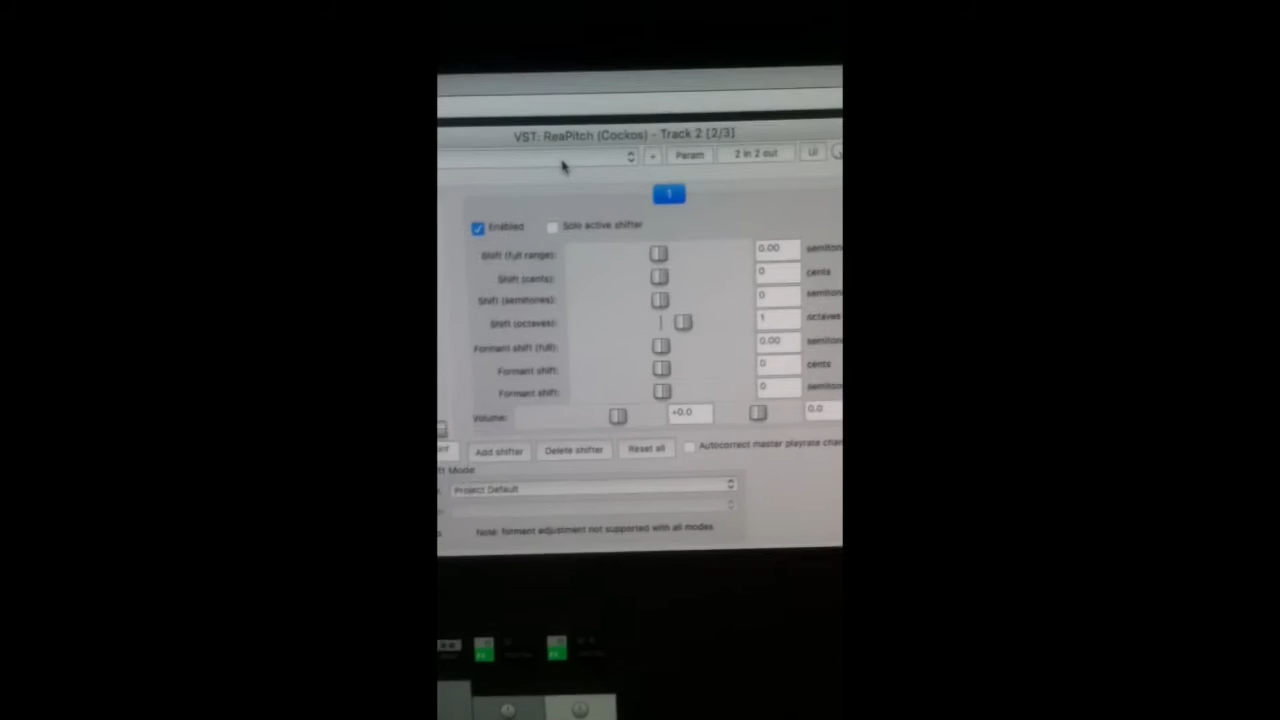 VST: ReaPitch (Cockos) - Track 2 [2/3]
+ Param 2 in 2 out UI
1
Enabled Solo active shifter
Shift (full range): 0.00
Shift (cents): 0 cents
Shift (semitones): 0
Shift (octaves): 1 octaves
Formant shift (full): 0.00
Formant shift: 0 cents
Formant shift: 0
Volume: +0.0 0.0
Add shifter Delete shifter Reset all Autocorrect master playrate
Mode
Project Default
Note: formant adjustment not supported with all modes